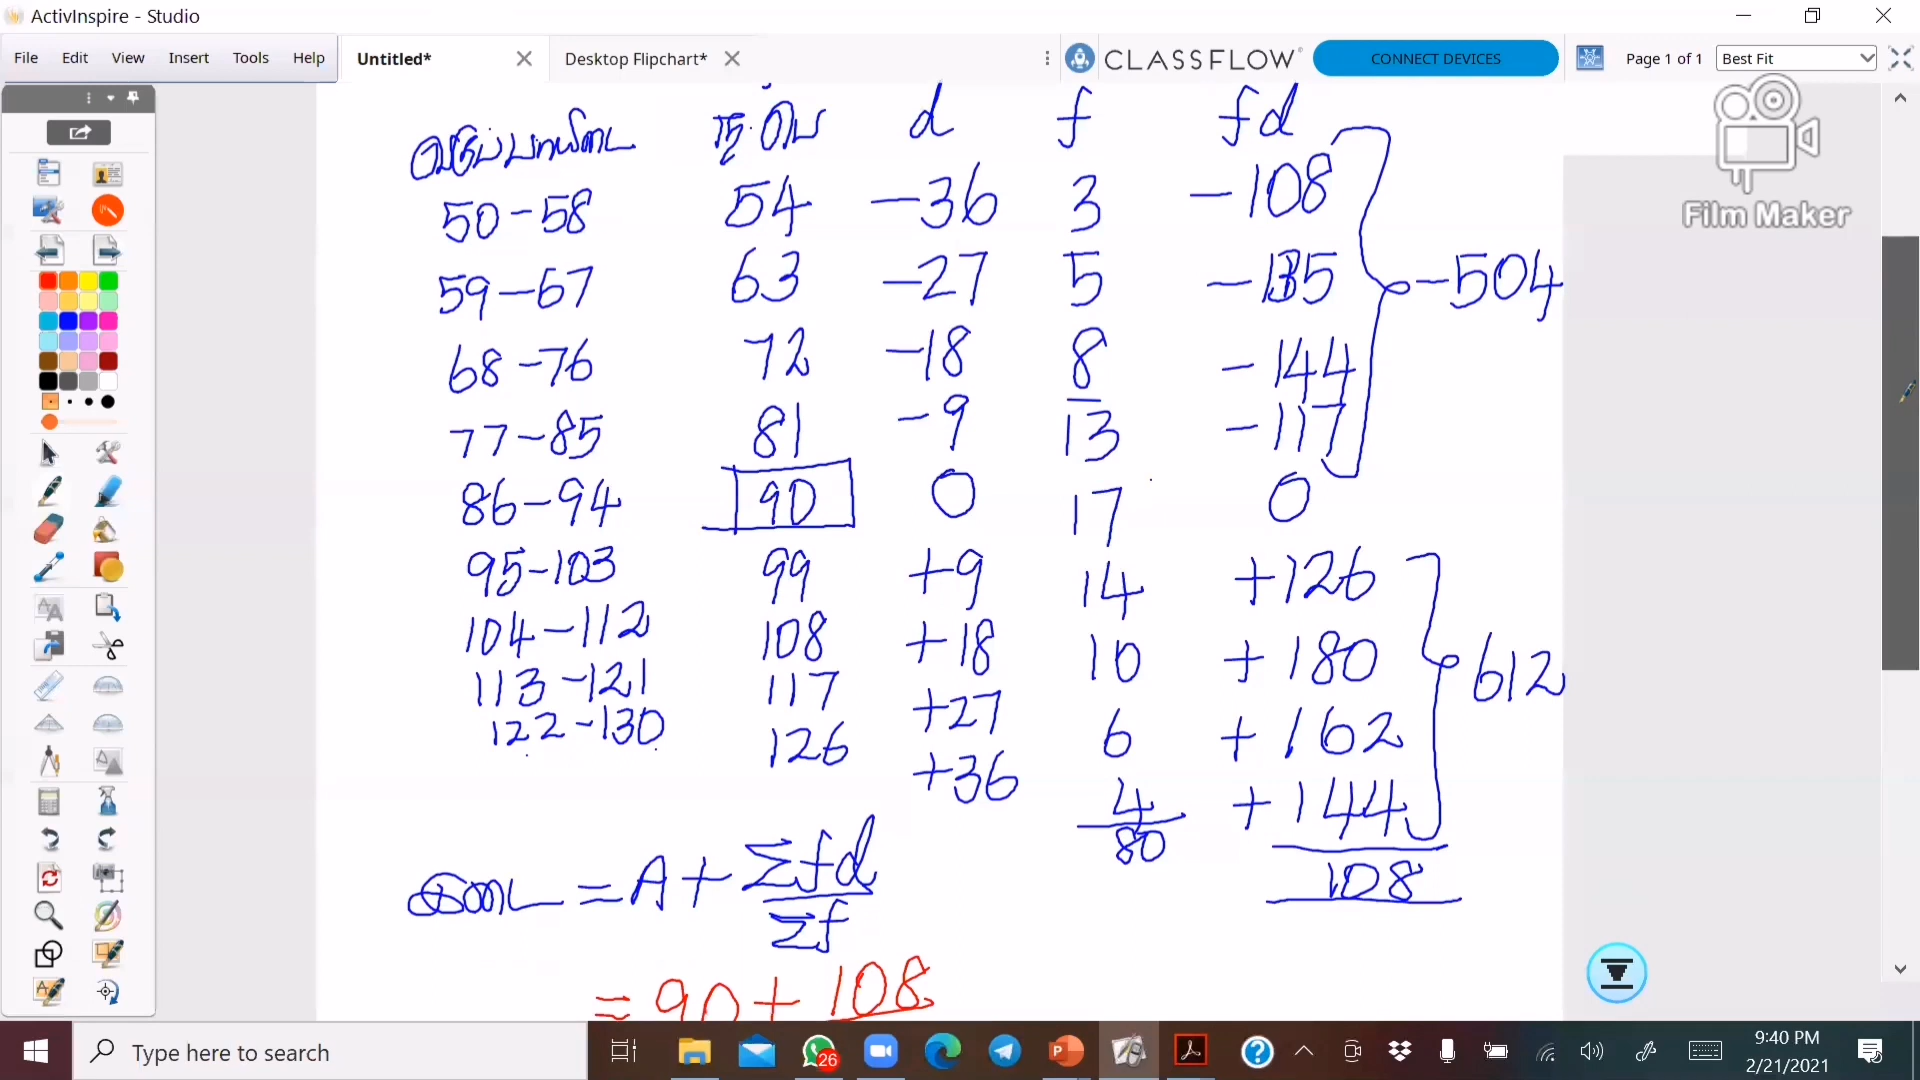 ActivInspire - Studio
File Edit View Insert Tools Help Untitled* Desktop Flipchart* CLASSFLOW CONNECT DEVICES Page 1 of 1 Best Fit
Film Maker
d f fd
50-58 54 -36 3 -108
59-67 63 -27 5 -135 -504
68-76 72 -18 8 -144
77-85 81 -9 13 -117
86-94 90 0 17 0
95-103 99 +9 14 +126
104-112 108 +18 10 +180 612
113-121 117 +27 6 +162
122-130 126 +36 4 +144
80 108
இடை = A + Σfd
Σf
= 90 + 108
Type here to search 26 9:40 PM
2/21/2021